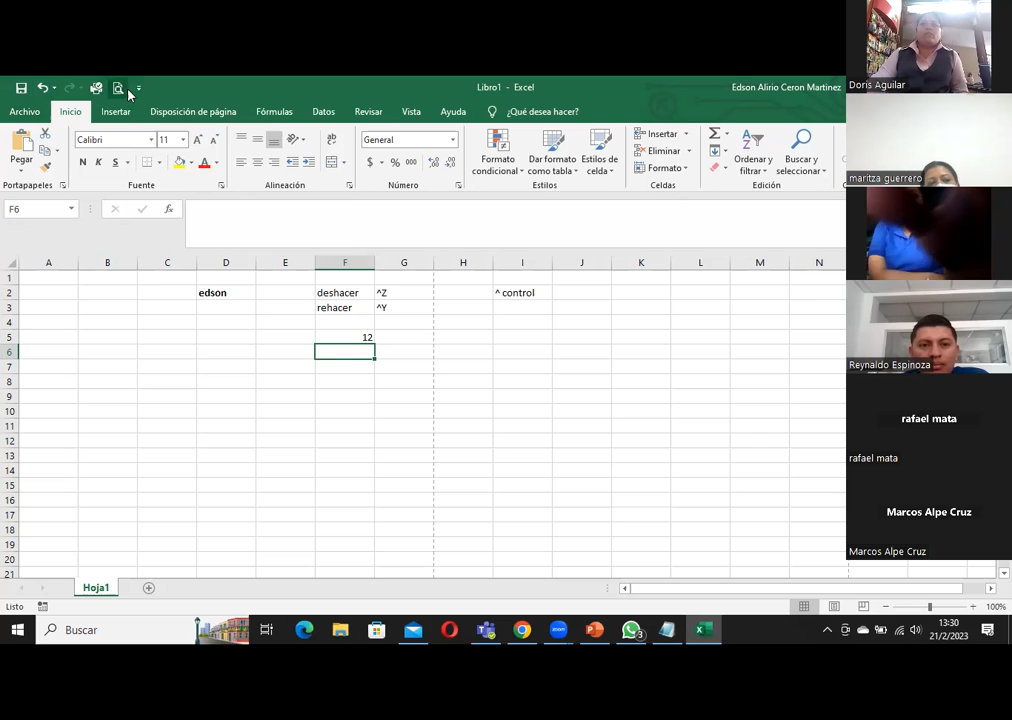 Libro1 - Excel
Edson Alirio Ceron Martinez
Archivo Inicio Insertar Disposición de página Fórmulas Datos Revisar Vista Ayuda ¿Qué desea hacer?
Pegar
Calibri 11
N K S
General
$ % 000
Formato condicional
Dar formato como tabla
Estilos de celda
Insertar
Eliminar
Formato
Ordenar y filtrar
Buscar y seleccionar
Portapapeles Fuente Alineación Número Estilos Celdas Edición
F6 fx
A B C D E F G H I J K L M N
1
2 edson deshacer ^Z ^ control
3 rehacer ^Y
4
5 12
6
7
8
9
10
11
12
13
14
15
16
17
18
19
20
21
Hoja1
Listo 100%
Buscar
3
13:30
21/2/2023
Doris Aguilar
maritza guerrero
Reynaldo Espinoza
rafael mata
rafael mata
Marcos Alpe Cruz
Marcos Alpe Cruz